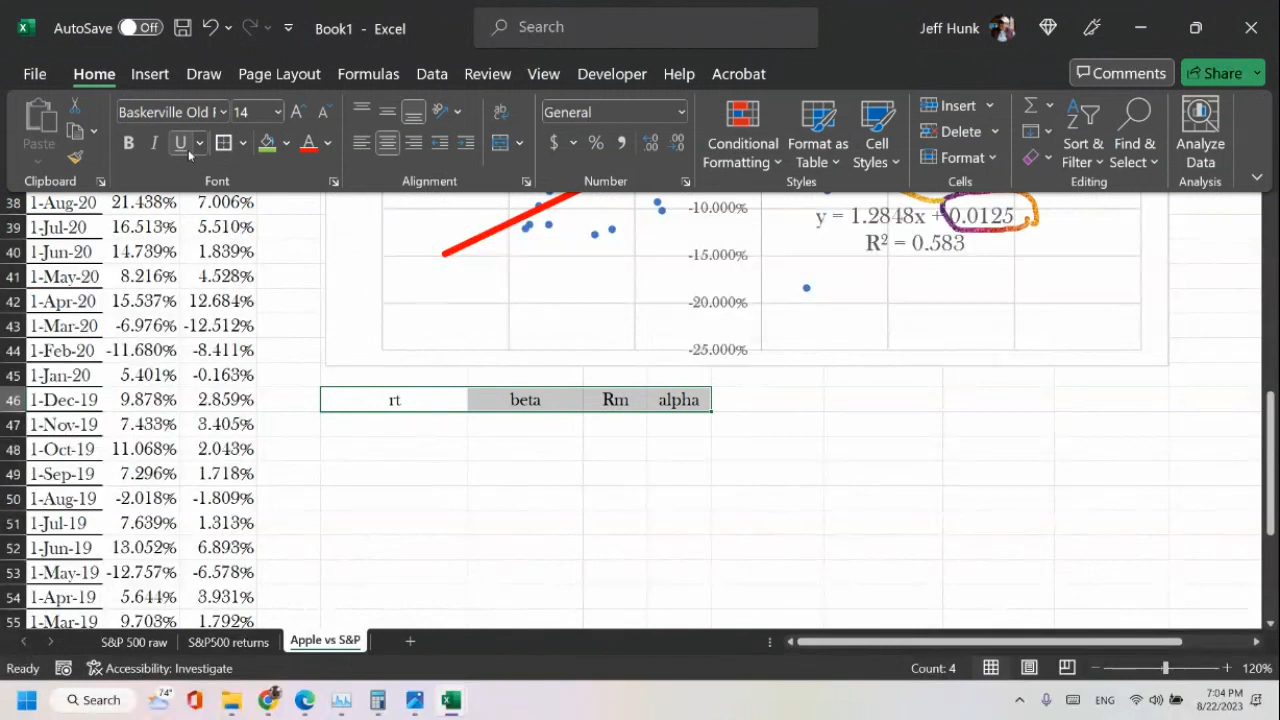 AutoSave Off Book1 - Excel Search Jeff Hunk
File Home Insert Draw Page Layout Formulas Data Review View Developer Help Acrobat Comments Share
Paste
Clipboard
Baskerville Old F 14
B I U A
Font
Alignment
General
$ % 9
Number
Conditional Formatting
Format as Table
Cell Styles
Styles
Insert
Delete
Format
Cells
Sort & Filter
Find & Select
Editing
Analyze Data
Analysis
38 1-Aug-20 21.438% 7.006%
39 1-Jul-20 16.513% 5.510%
40 1-Jun-20 14.739% 1.839%
41 1-May-20 8.216% 4.528%
42 1-Apr-20 15.537% 12.684%
43 1-Mar-20 -6.976% -12.512%
44 1-Feb-20 -11.680% -8.411%
45 1-Jan-20 5.401% -0.163%
46 1-Dec-19 9.878% 2.859% rt beta Rm alpha
47 1-Nov-19 7.433% 3.405%
48 1-Oct-19 11.068% 2.043%
49 1-Sep-19 7.296% 1.718%
50 1-Aug-19 -2.018% -1.809%
51 1-Jul-19 7.639% 1.313%
52 1-Jun-19 13.052% 6.893%
53 1-May-19 -12.757% -6.578%
54 1-Apr-19 5.644% 3.931%
55 1-Mar-19 9.703% 1.792%
-10.000%
-15.000%
-20.000%
-25.000%
y = 1.2848x + 0.0125
R² = 0.583
S&P 500 raw S&P500 returns Apple vs S&P
Ready Accessibility: Investigate Count: 4 120%
Search 74° ENG 7:04 PM
8/22/2023